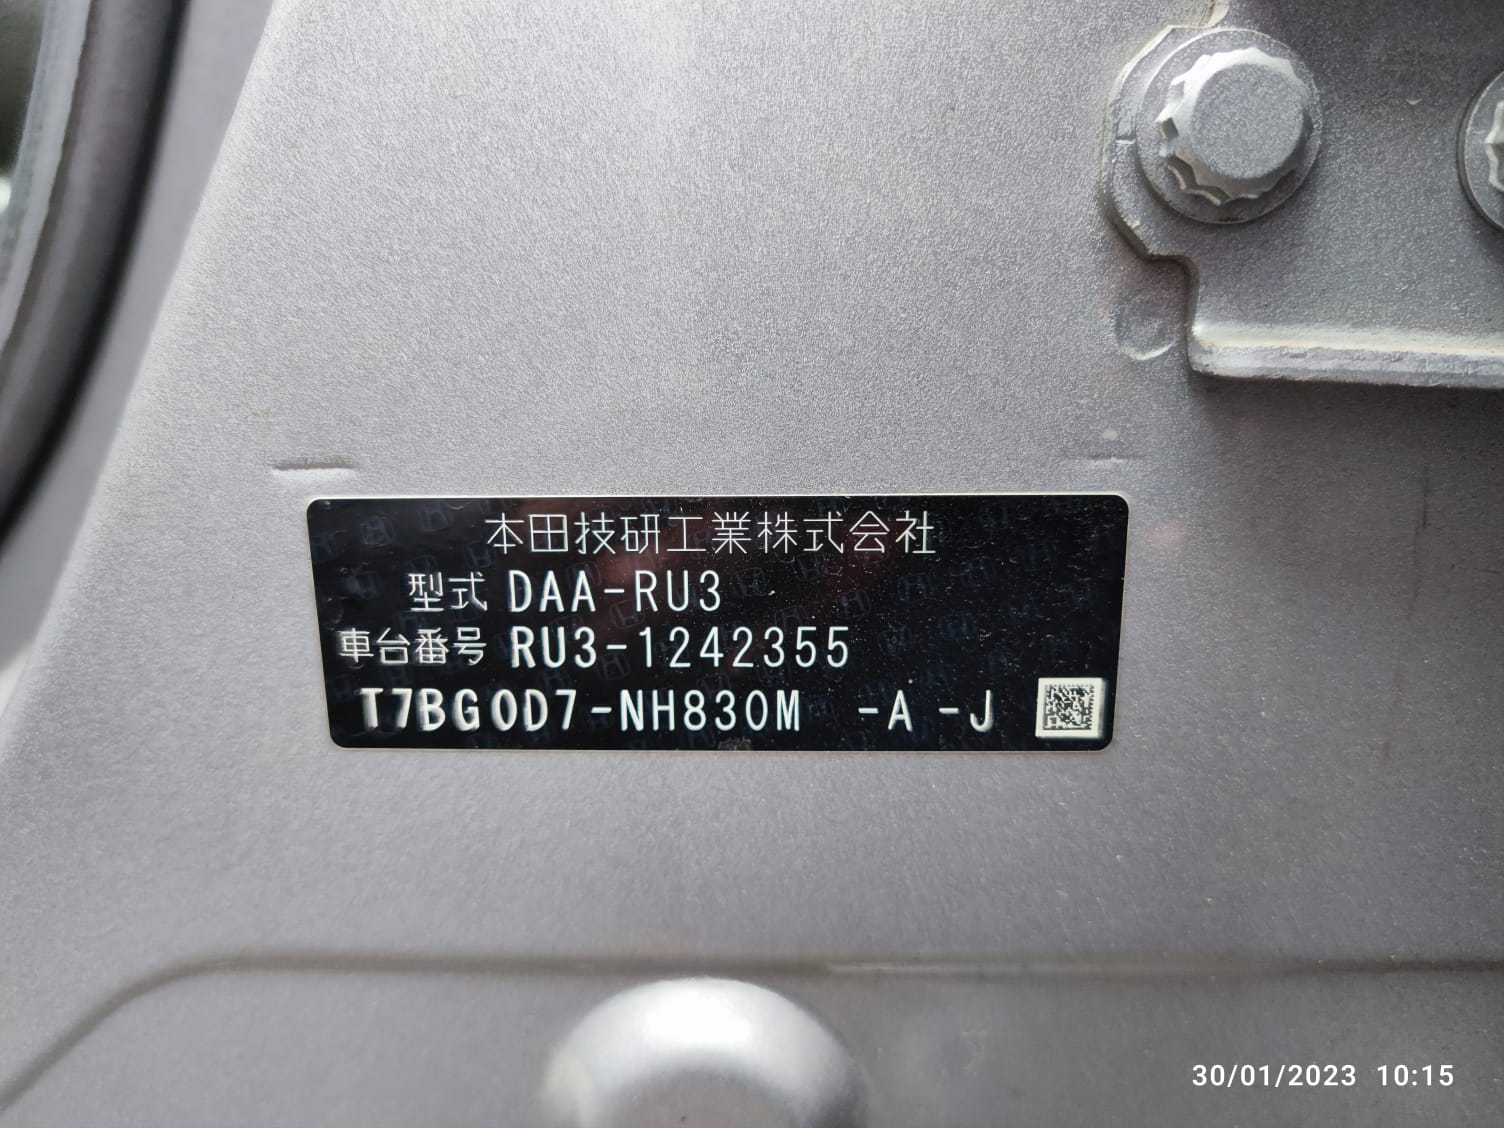 本田技研工業株式会社
型式 DAA-RU3
車台番号 RU3-1242355
T7BG0D7-NH830M -A -J
30/01/2023 10:15